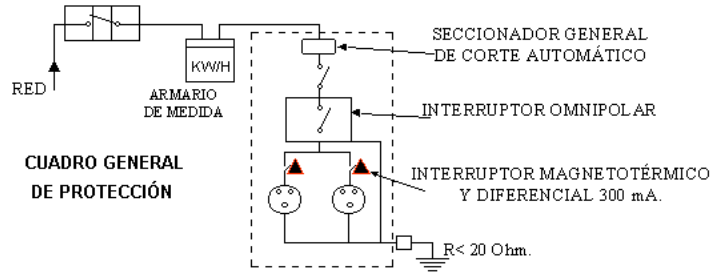 SECCIONADOR GENERAL
DE CORTE AUTOMÁTICO
KW/H
RED
ARMARIO
DE MEDIDA
INTERRUPTOR OMNIPOLAR
CUADRO GENERAL
DE PROTECCIÓN
INTERRUPTOR MAGNETOTÉRMICO
Y DIFERENCIAL 300 mA.
R< 20 Ohm.